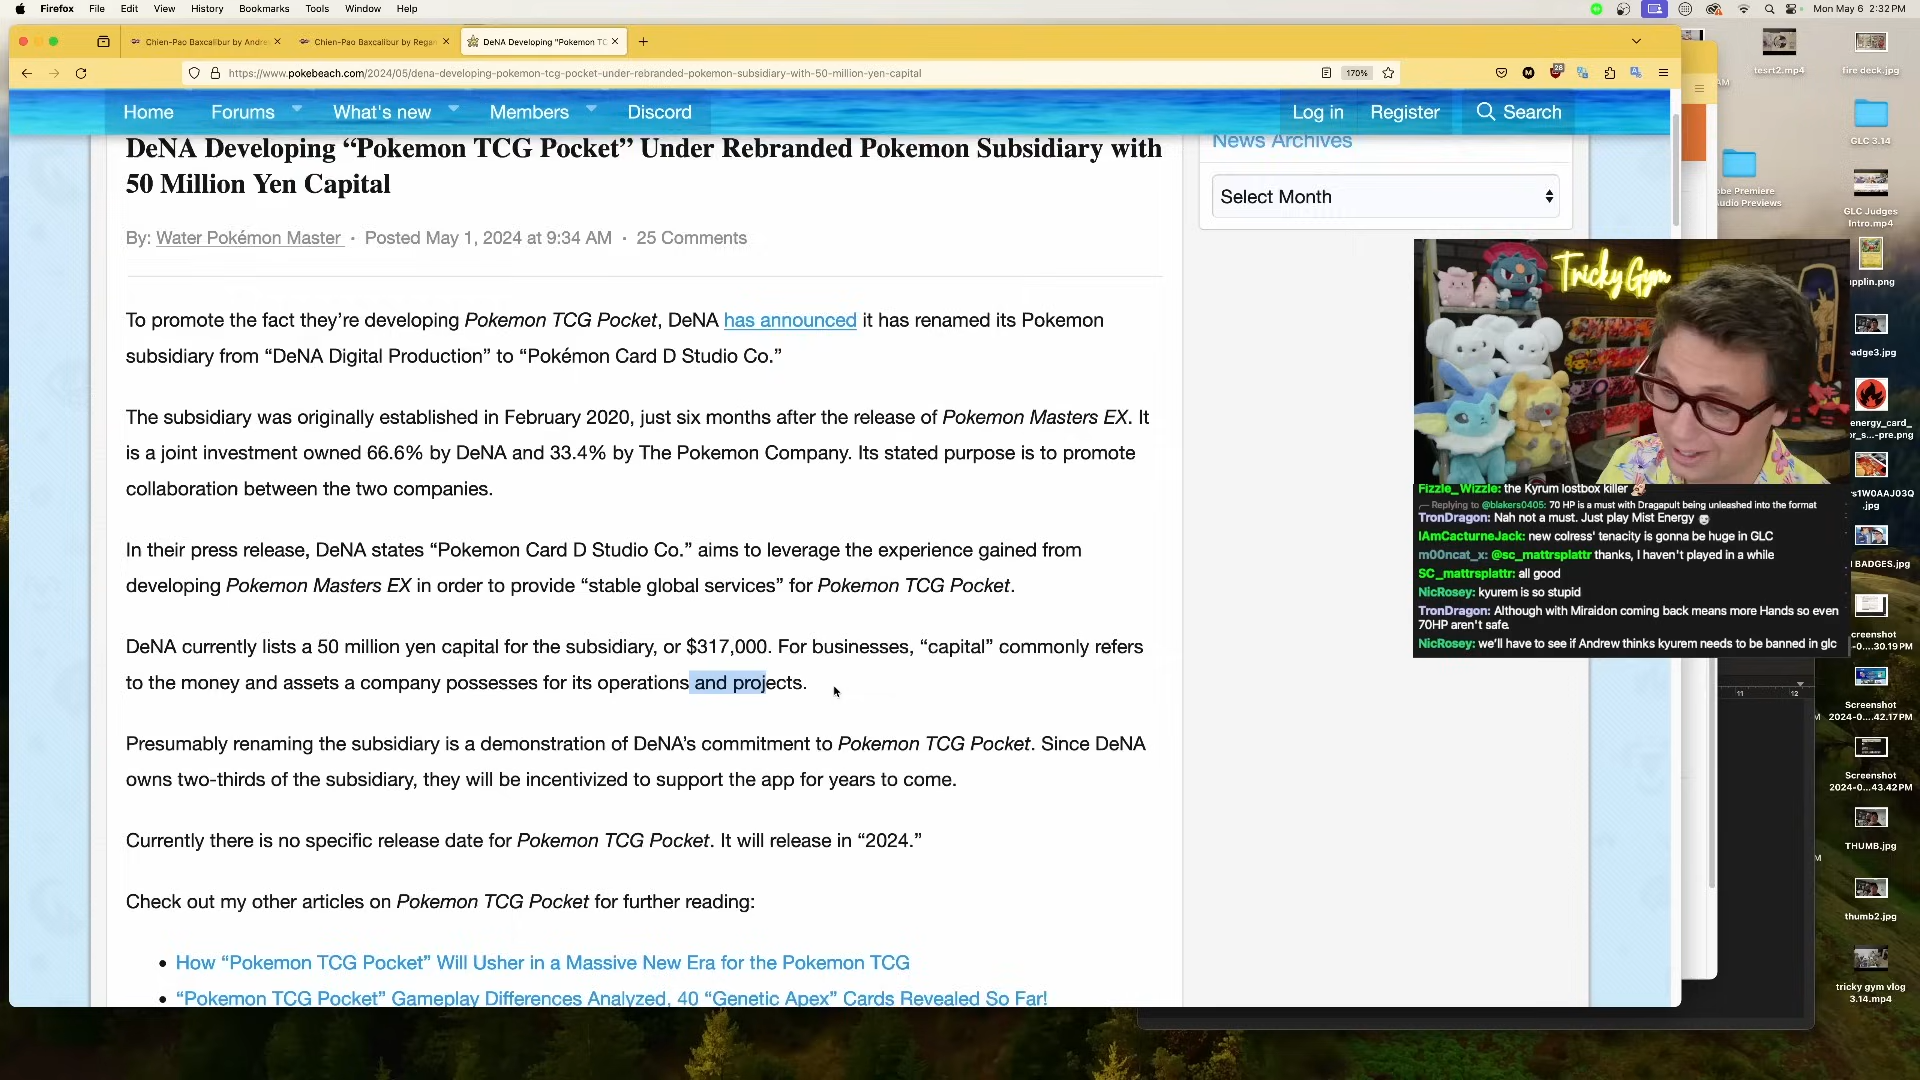 Firefox File Edit View History Bookmarks Tools Window Help
Mon May 6 2:32 PM
Chien-Pao Baxcalibur by Andre
Chien-Pao Baxcalibur by Regan
DeNA Developing "Pokemon TC
https://www.pokebeach.com/2024/05/dena-developing-pokemon-tcg-pocket-under-rebranded-pokemon-subsidiary-with-50-million-yen-capital
170%
28
Home Forums What's new Members Discord
Log in Register Search
DeNA Developing “Pokemon TCG Pocket” Under Rebranded Pokemon Subsidiary with
50 Million Yen Capital
By: Water Pokémon Master · Posted May 1, 2024 at 9:34 AM · 25 Comments
To promote the fact they’re developing Pokemon TCG Pocket, DeNA has announced it has renamed its Pokemon
subsidiary from “DeNA Digital Production” to “Pokémon Card D Studio Co.”
The subsidiary was originally established in February 2020, just six months after the release of Pokemon Masters EX. It
is a joint investment owned 66.6% by DeNA and 33.4% by The Pokemon Company. Its stated purpose is to promote
collaboration between the two companies.
In their press release, DeNA states “Pokemon Card D Studio Co.” aims to leverage the experience gained from
developing Pokemon Masters EX in order to provide “stable global services” for Pokemon TCG Pocket.
DeNA currently lists a 50 million yen capital for the subsidiary, or $317,000. For businesses, “capital” commonly refers
to the money and assets a company possesses for its operations and projects.
Presumably renaming the subsidiary is a demonstration of DeNA’s commitment to Pokemon TCG Pocket. Since DeNA
owns two-thirds of the subsidiary, they will be incentivized to support the app for years to come.
Currently there is no specific release date for Pokemon TCG Pocket. It will release in “2024.”
Check out my other articles on Pokemon TCG Pocket for further reading:
• How “Pokemon TCG Pocket” Will Usher in a Massive New Era for the Pokemon TCG
• “Pokemon TCG Pocket” Gameplay Differences Analyzed, 40 “Genetic Apex” Cards Revealed So Far!
News Archives
Select Month
Tricky Gym
Fizzle_Wizzle: the Kyrum lostbox killer
Replying to @blakers0405: 70 HP is a must with Dragapult being unleashed into the format
TronDragon: Nah not a must. Just play Mist Energy
IAmCacturneJack: new colress' tenacity is gonna be huge in GLC
m00ncat_x: @sc_mattrsplattr thanks, I haven't played in a while
SC_mattrsplattr: all good
NicRosey: kyurem is so stupid
TronDragon: Although with Miraidon coming back means more Hands so even
70HP aren't safe.
NicRosey: we'll have to see if Andrew thinks kyurem needs to be banned in glc
11
12
tesrt2.mp4
fire deck.jpg
GLC 3.14
obe Premiere
Audio Previews
GLC Judges
Intro.mp4
applin.png
badge3.jpg
energy_card_
or_s...-pre.png
rs1W0AAJ03Q
.jpg
I BADGES.jpg
creenshot
-0....30.19 PM
Screenshot
2024-0....42.17 PM
Screenshot
2024-0...43.42 PM
THUMB.jpg
thumb2.jpg
tricky gym vlog
3.14.mp4